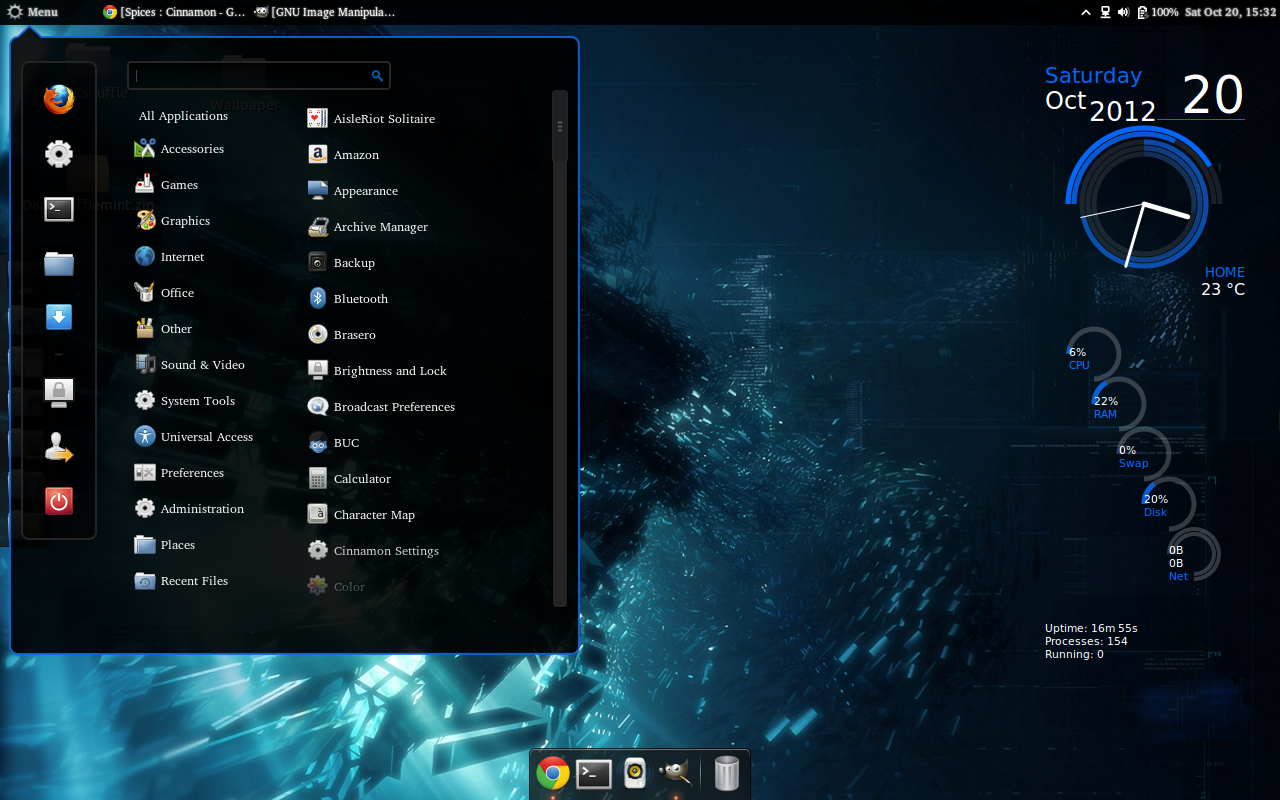 Menu
[Spices : Cinnamon - G...
[GNU Image Manipula...
100%
Sat Oct 20, 15:32
Wallpaper
All Applications
Accessories
Games
Graphics
Internet
Office
Other
Sound & Video
System Tools
Universal Access
Preferences
Administration
Places
Recent Files
AisleRiot Solitaire
Amazon
Appearance
Archive Manager
Backup
Bluetooth
Brasero
Brightness and Lock
Broadcast Preferences
BUC
Calculator
Character Map
Cinnamon Settings
Color
Saturday
Oct 2012 20
HOME
23 °C
6%
CPU
22%
RAM
0%
Swap
20%
Disk
0B
0B
Net
Uptime: 16m 55s
Processes: 154
Running: 0